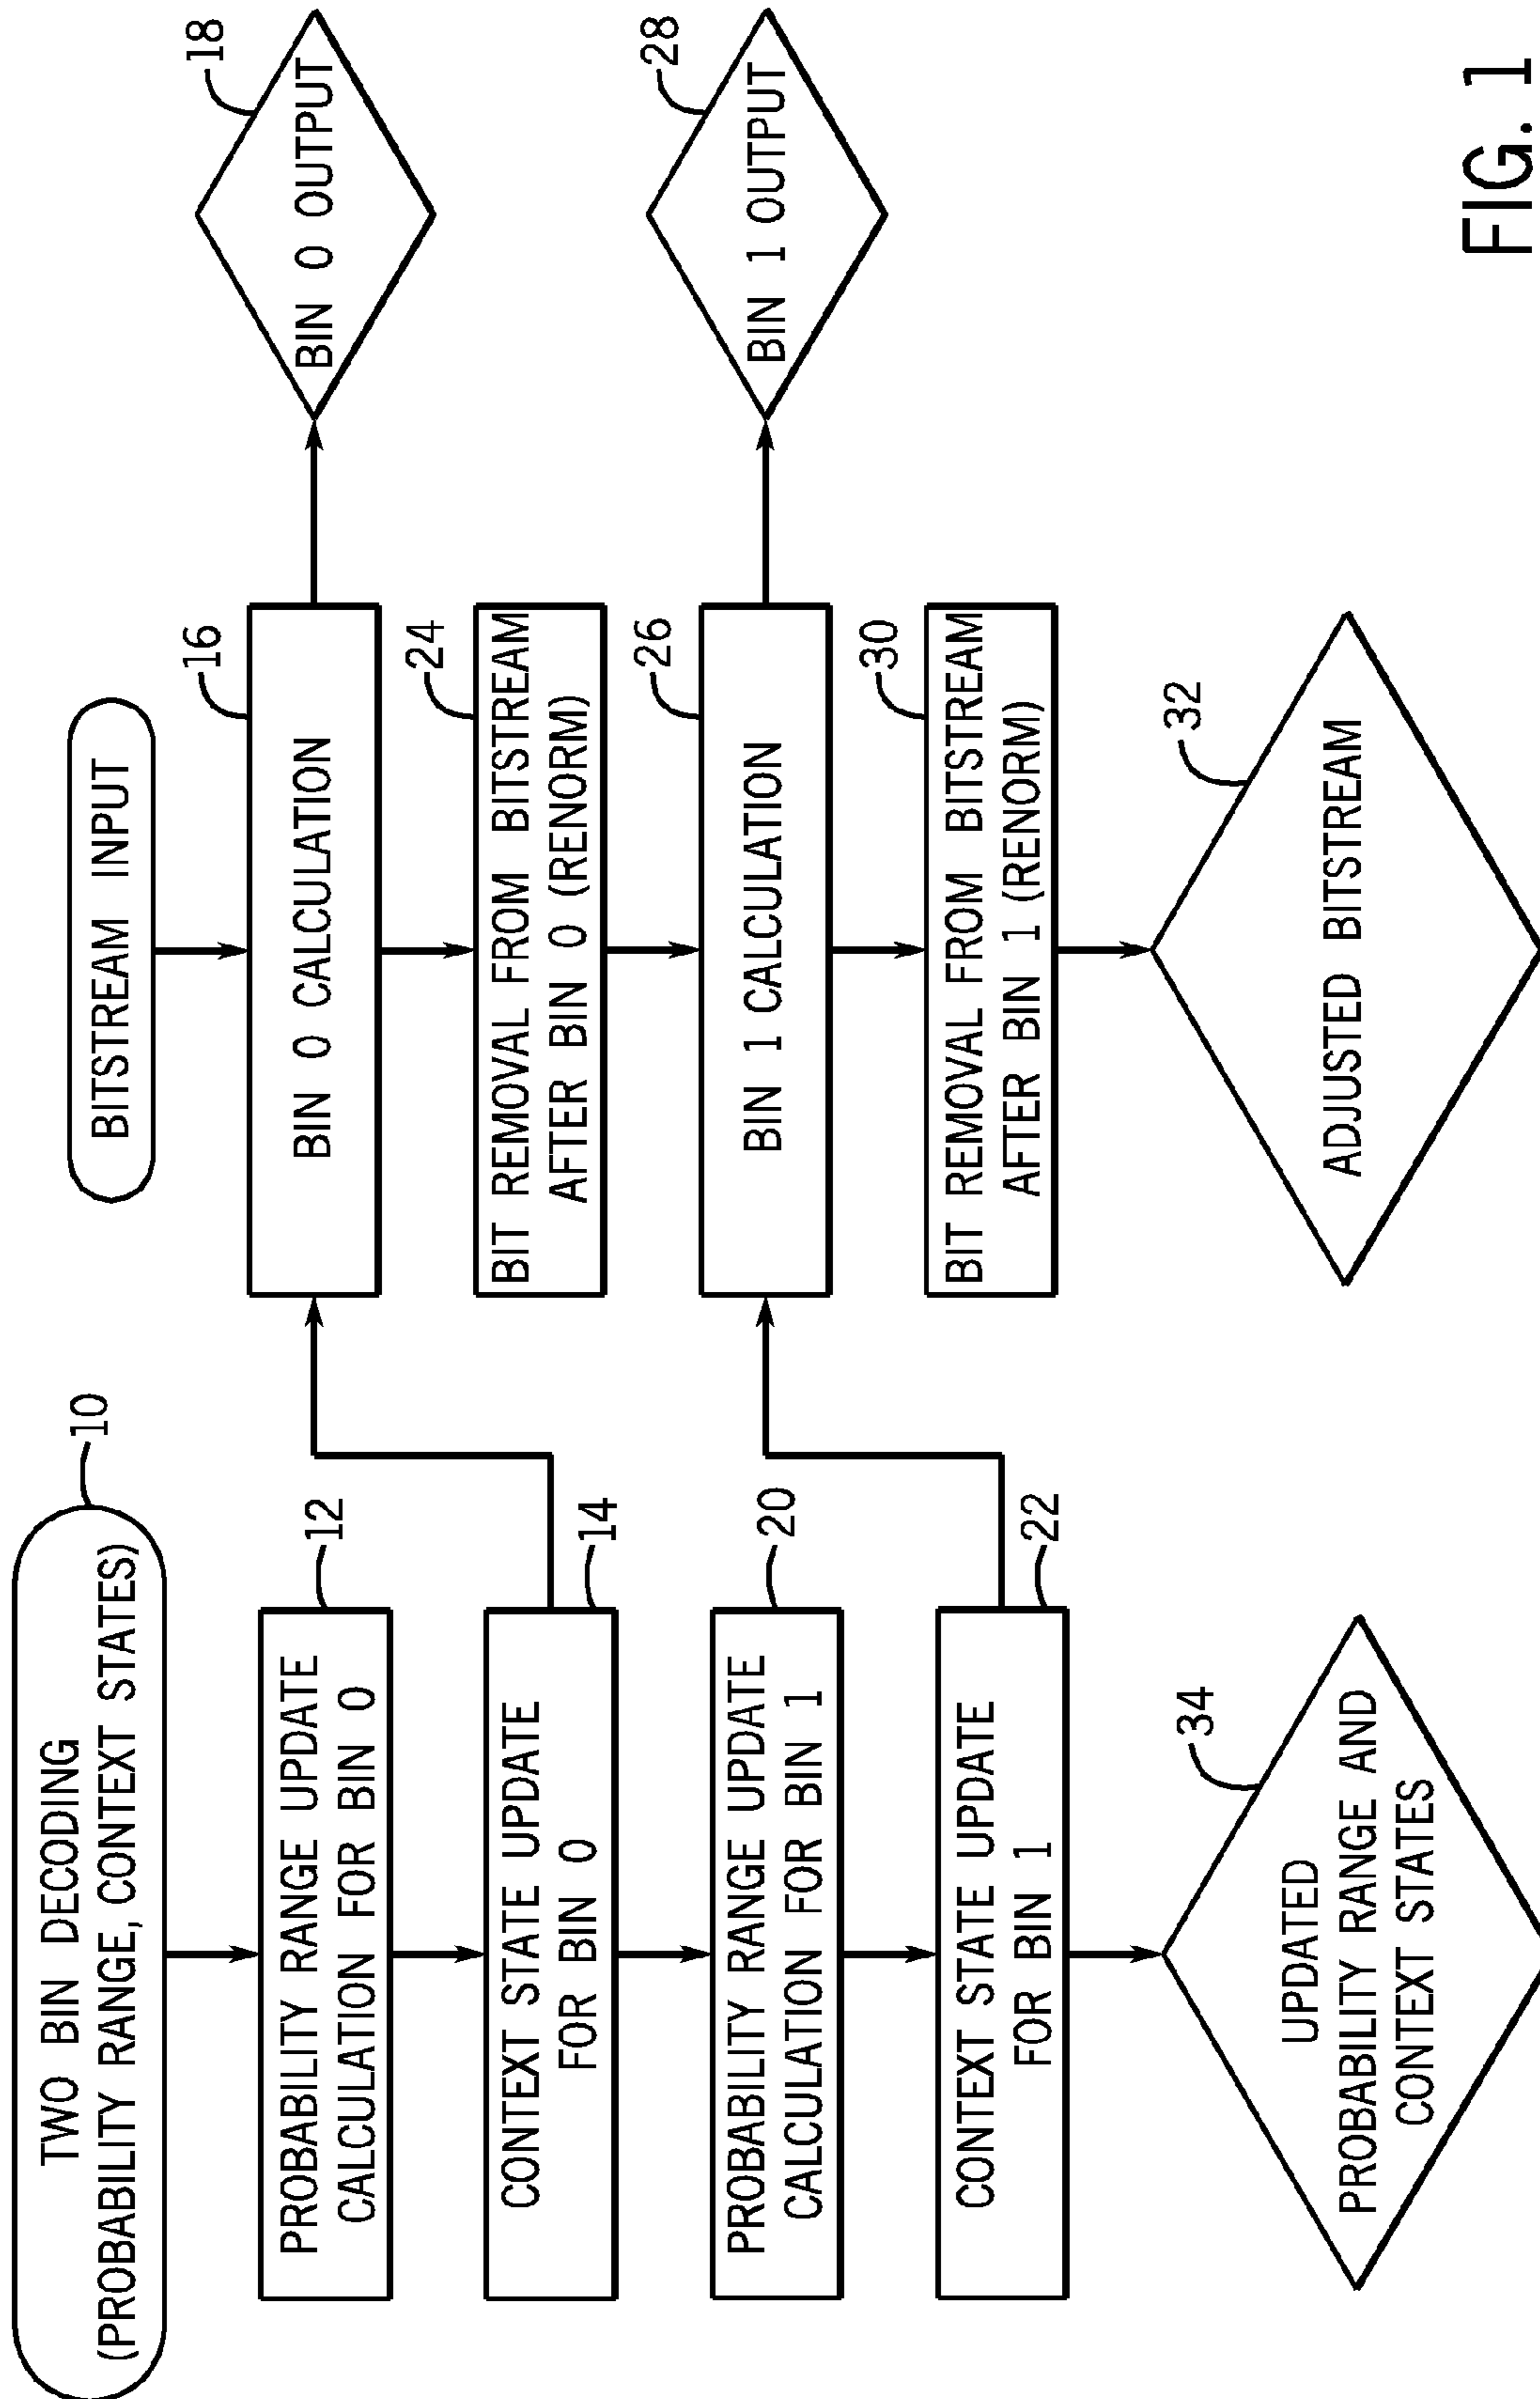 TWO BIN DECODING
(PROBABILITY RANGE, CONTEXT STATES)
10
PROBABILITY RANGE UPDATE
CALCULATION FOR BIN 0
12
CONTEXT STATE UPDATE
FOR BIN 0
14
PROBABILITY RANGE UPDATE
CALCULATION FOR BIN 1
20
CONTEXT STATE UPDATE
FOR BIN 1
22
UPDATED
PROBABILITY RANGE AND
CONTEXT STATES
34
BITSTREAM INPUT
BIN 0 CALCULATION
16
BIT REMOVAL FROM BITSTREAM
AFTER BIN 0 (RENORM)
24
BIN 1 CALCULATION
26
BIT REMOVAL FROM BITSTREAM
AFTER BIN 1 (RENORM)
30
ADJUSTED BITSTREAM
32
BIN 0 OUTPUT
18
BIN 1 OUTPUT
28
FIG. 1